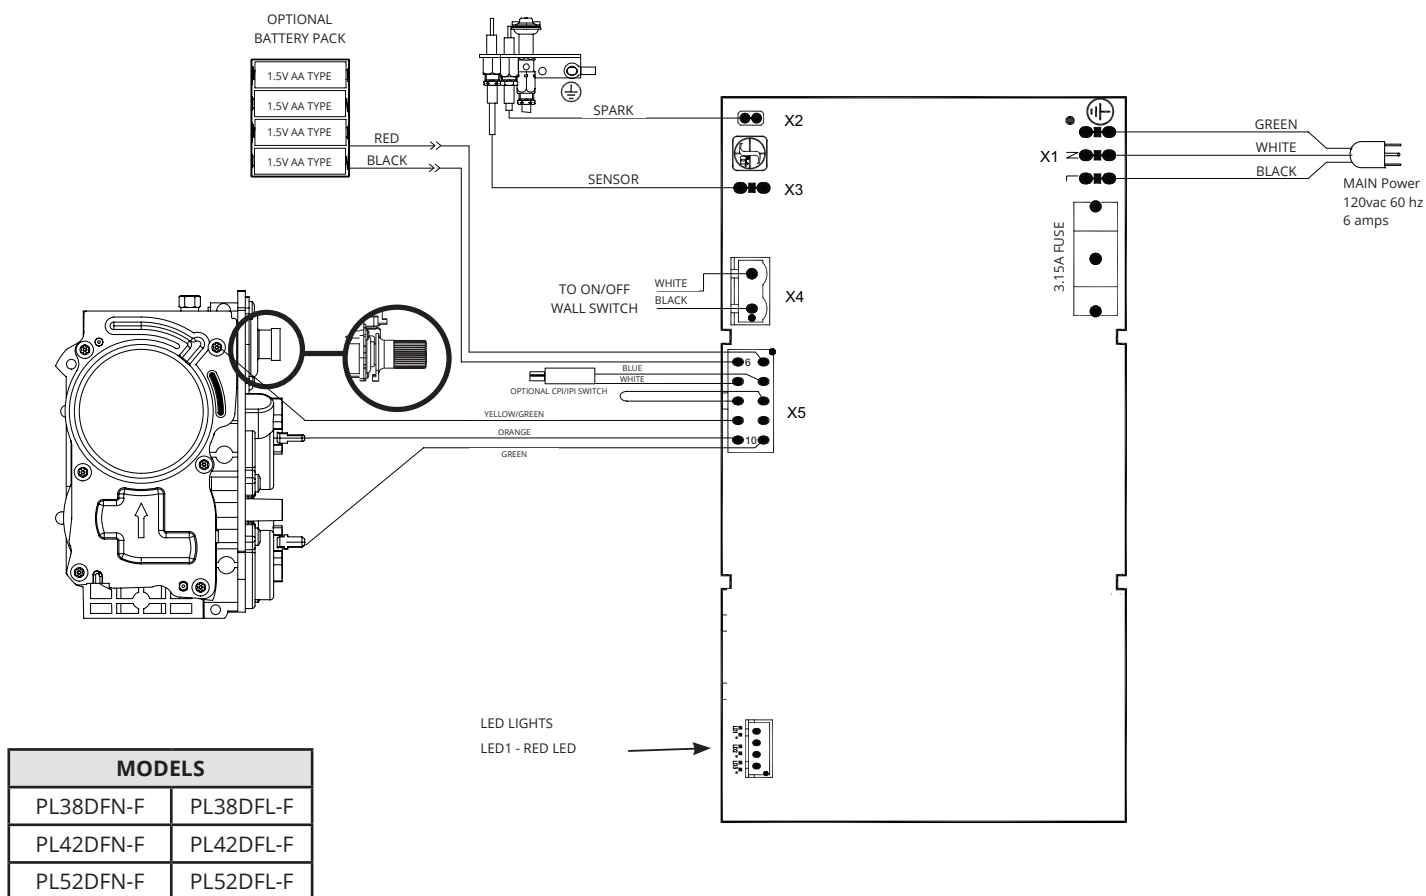 OPTIONAL
BATTERY PACK
1.5V AA TYPE
1.5V AA TYPE
1.5V AA TYPE
1.5V AA TYPE
RED
BLACK
SPARK
SENSOR
X2
X3
X1
N
L
GREEN
WHITE
BLACK
MAIN Power
120vac 60 hz
6 amps
3.15A FUSE
TO ON/OFF
WALL SWITCH
WHITE
BLACK
X4
BLUE
WHITE
OPTIONAL CPI/IPI SWITCH
6
X5
YELLOW/GREEN
ORANGE
10
GREEN
LED LIGHTS
LED1 - RED LED
MODELS
PL38DFN-F PL38DFL-F
PL42DFN-F PL42DFL-F
PL52DFN-F PL52DFL-F